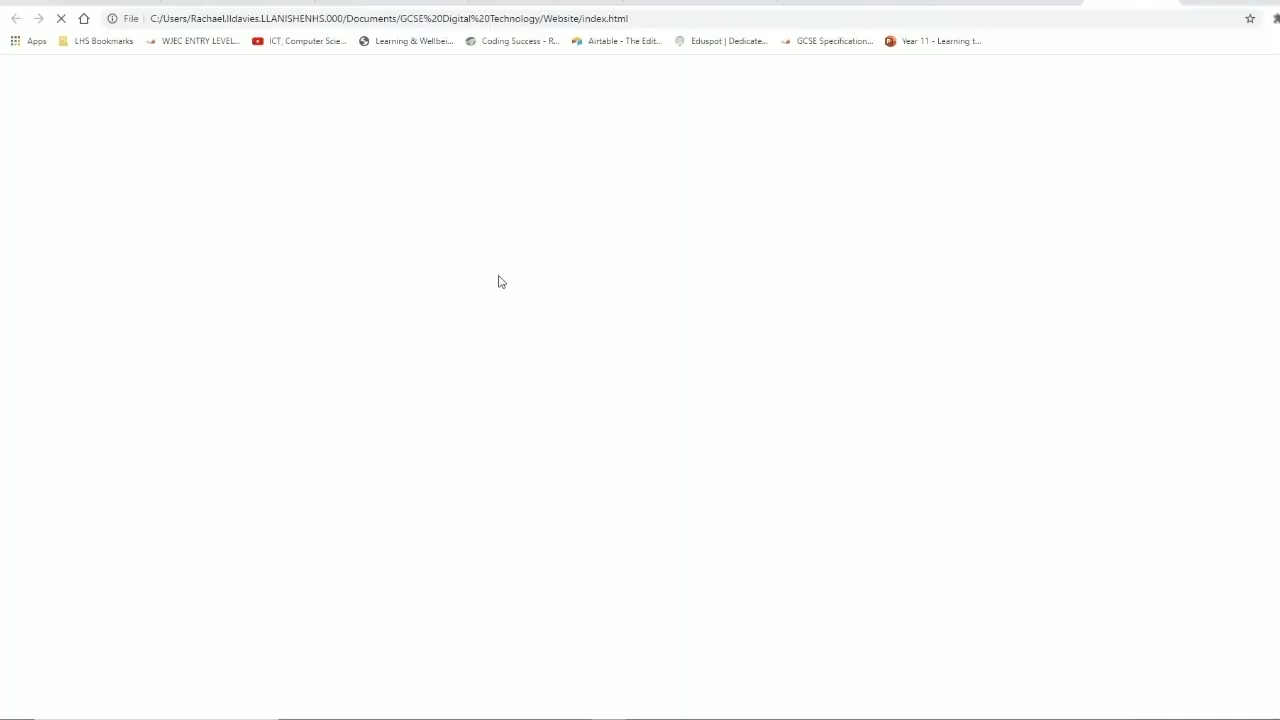 File C:/Users/Rachael.lldavies.LLANISHENHS.000/Documents/GCSE%20Digital%20Technology/Website/index.html
Apps LHS Bookmarks WJEC ENTRY LEVEL... ICT, Computer Scie... Learning & Wellbei... Coding Success - R... Airtable - The Edit... Eduspot | Dedicate... GCSE Specification... Year 11 - Learning t...